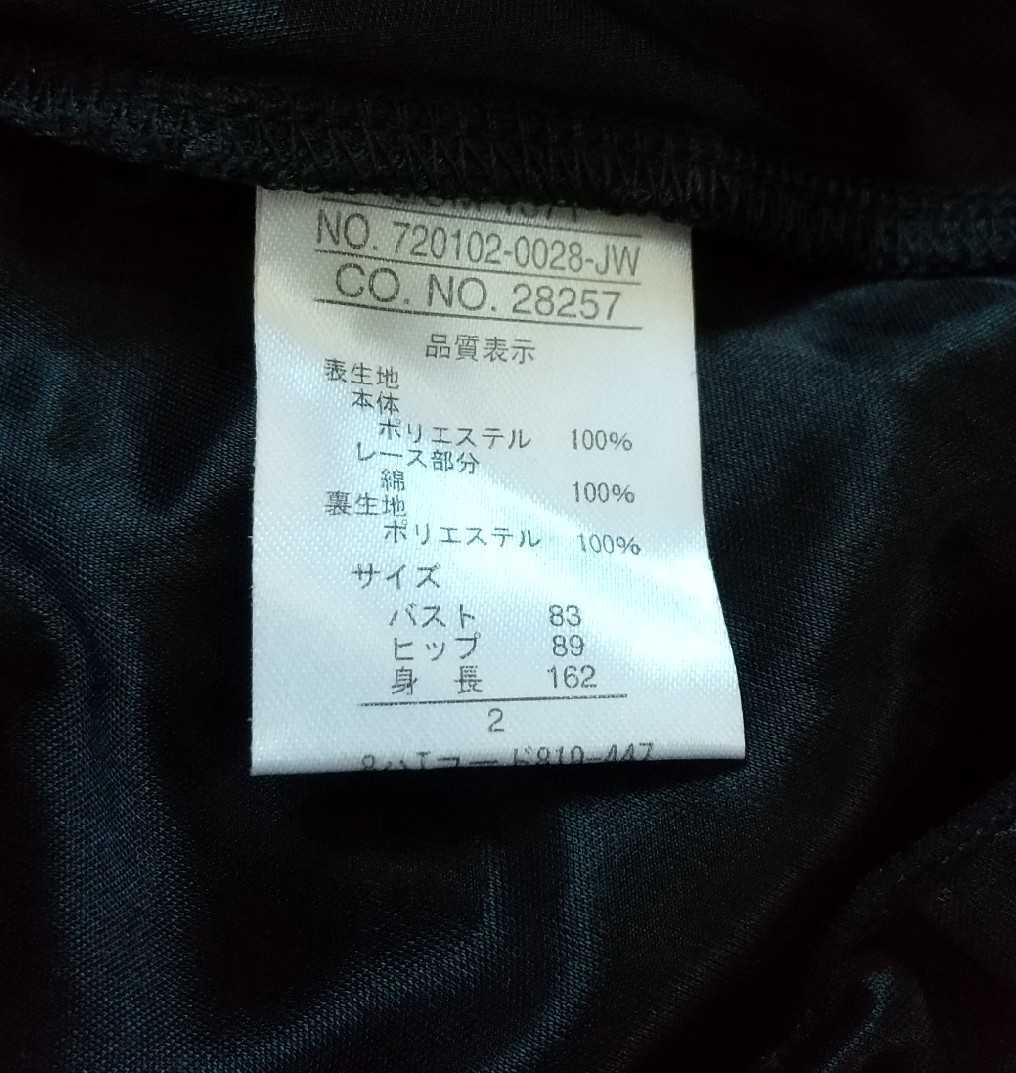 NO. 720102-0028-JW
CO. NO. 28257
品質表示
表生地
本体
ポリエステル 100%
レース部分
綿 100%
裏生地
ポリエステル 100%
サイズ
バスト 83
ヒップ 89
身 長 162
2